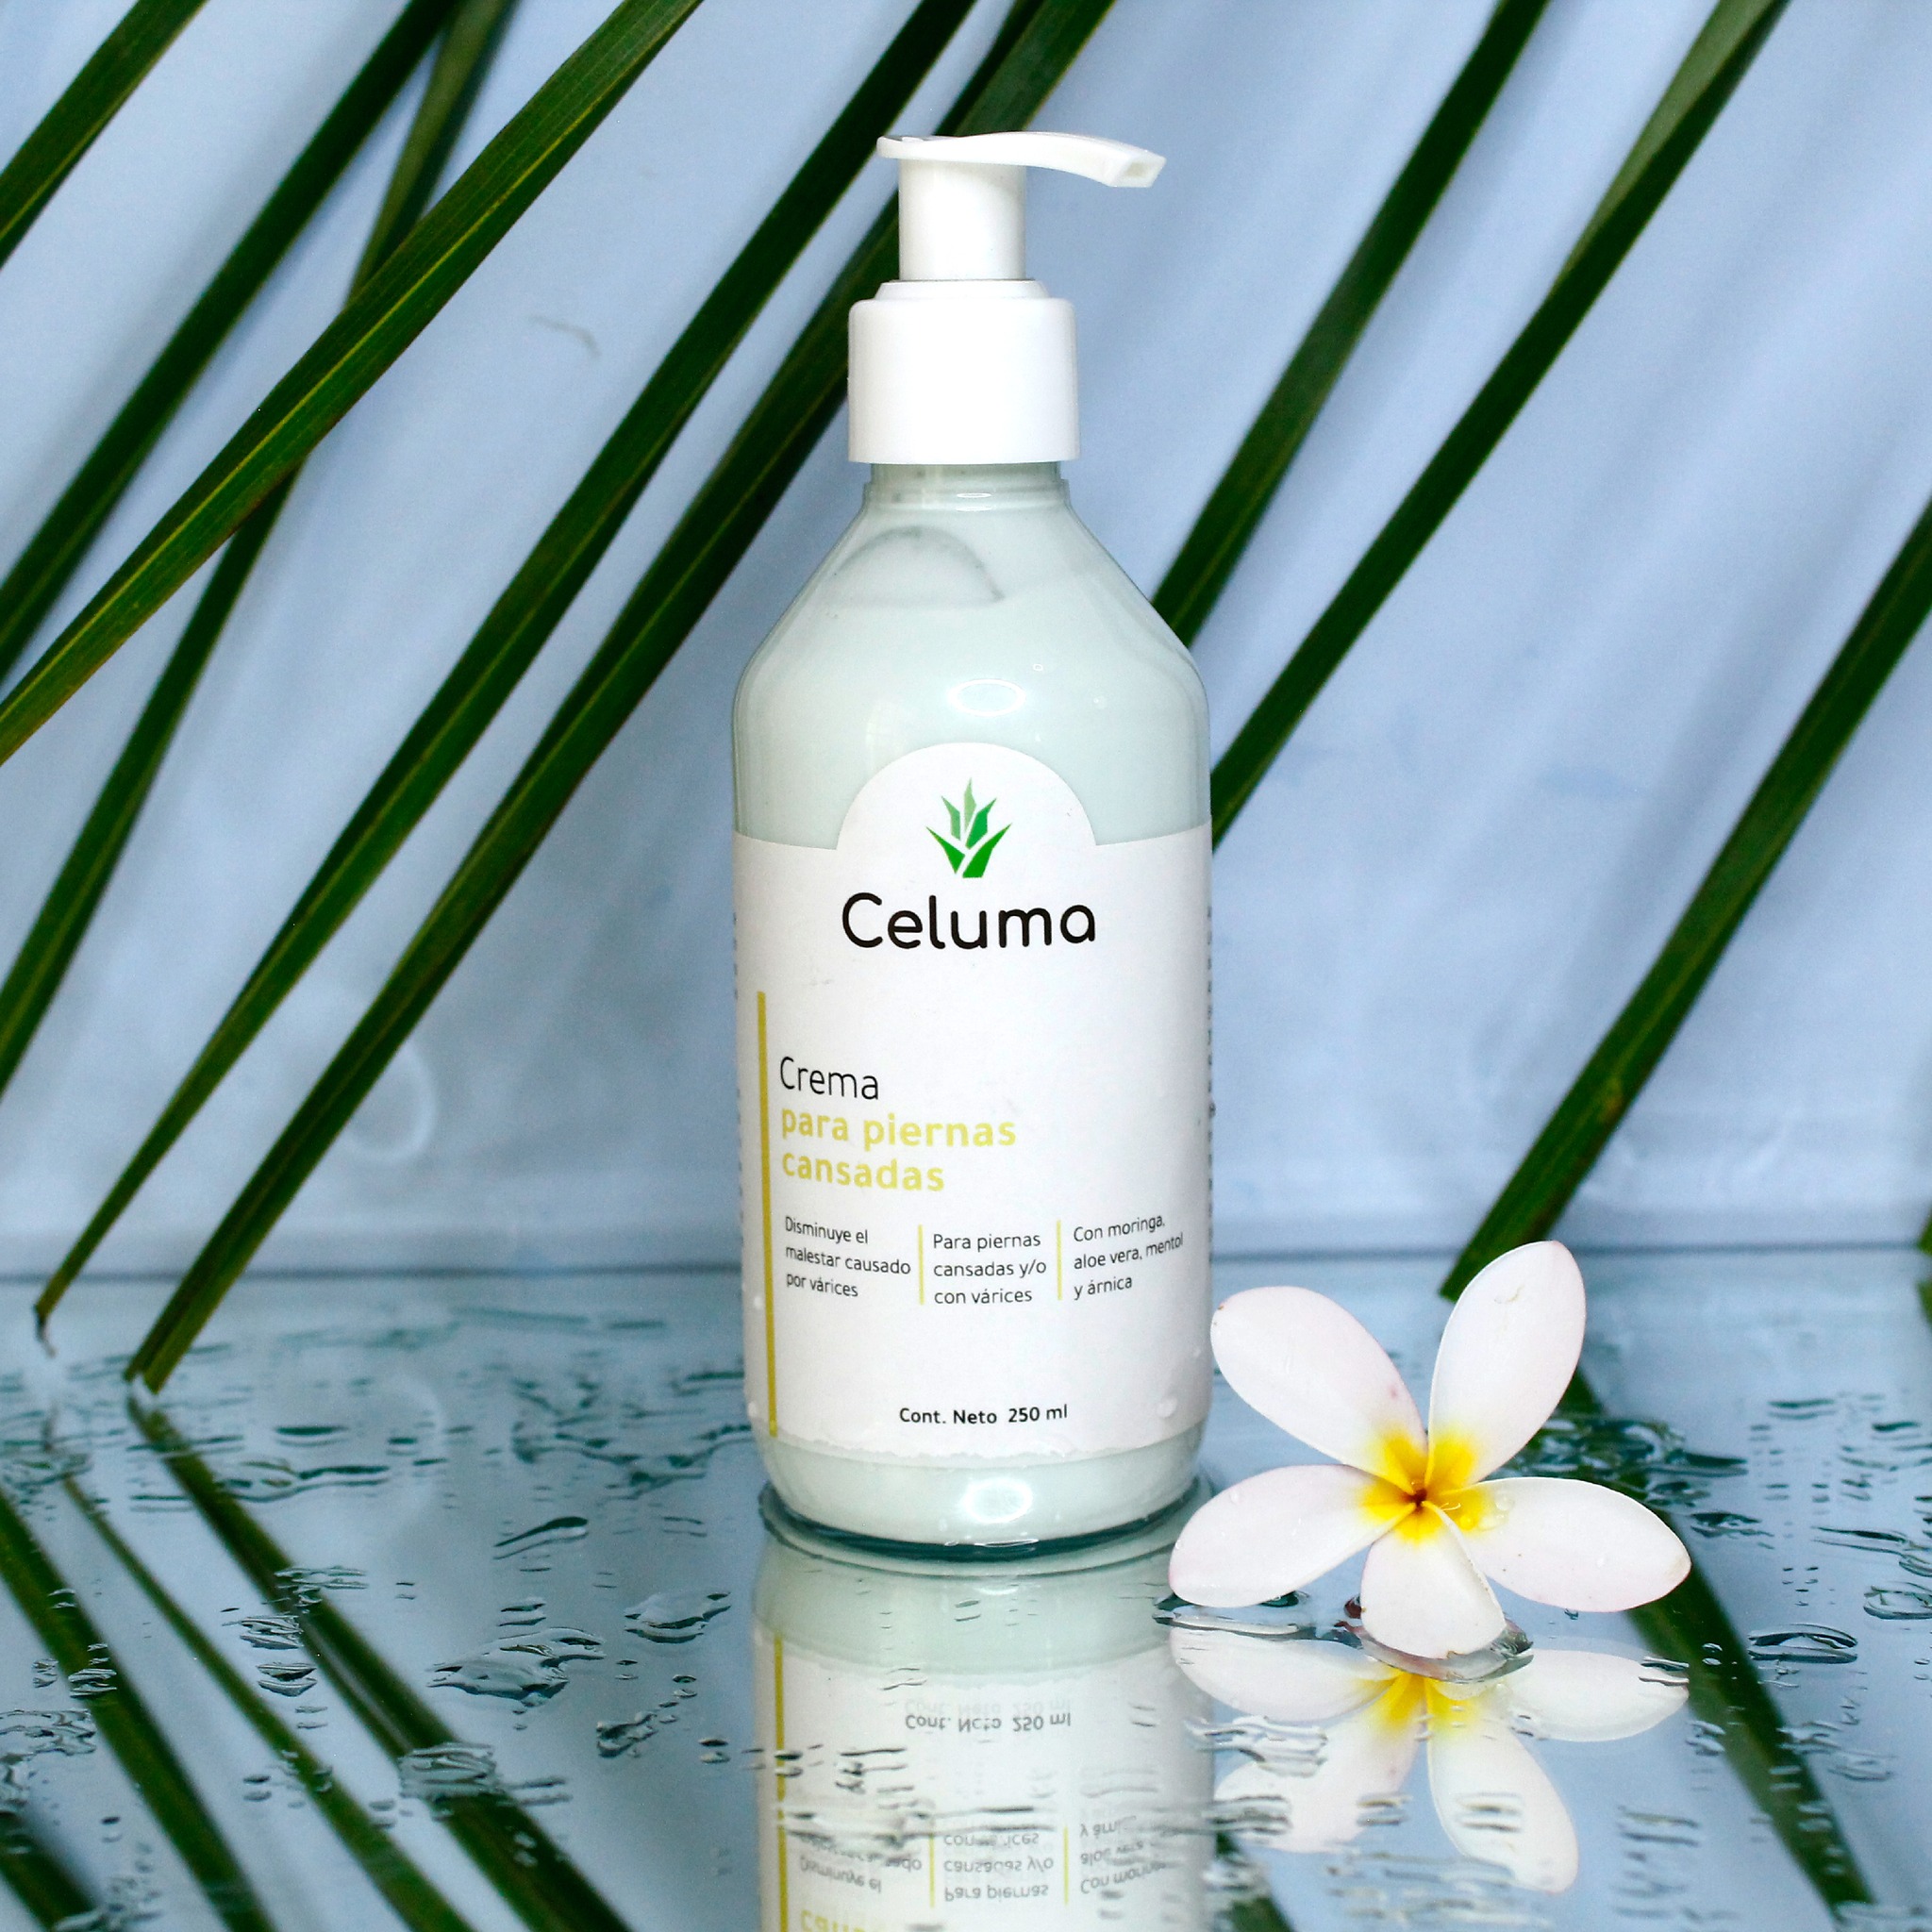 Celuma
Crema
para piernas
cansadas
Disminuye el
malestar causado
por várices
Para piernas
cansadas y/o
con várices
Con moringa,
aloe vera, mentol
y árnica
Cont. Neto 250 ml